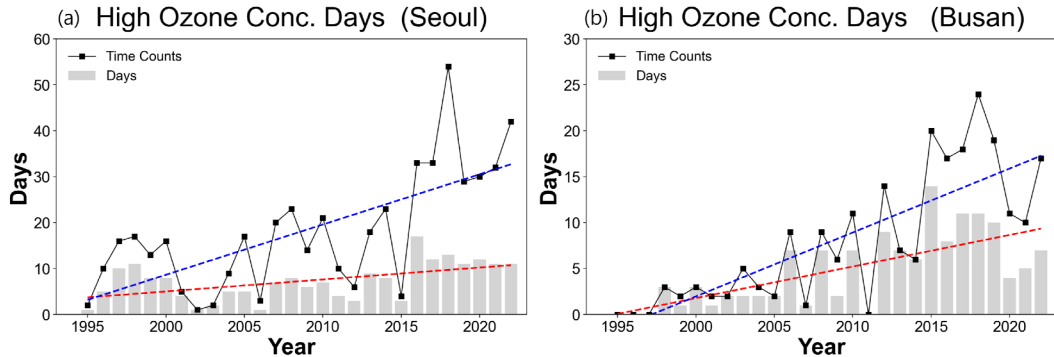 (a) High Ozone Conc. Days (Seoul)
60
50
40
30
20
10
0
Days
Time Counts
Days
1995 2000 2005 2010 2015 2020
Year
(b) High Ozone Conc. Days (Busan)
30
25
20
15
10
5
0
Days
Time Counts
Days
1995 2000 2005 2010 2015 2020
Year